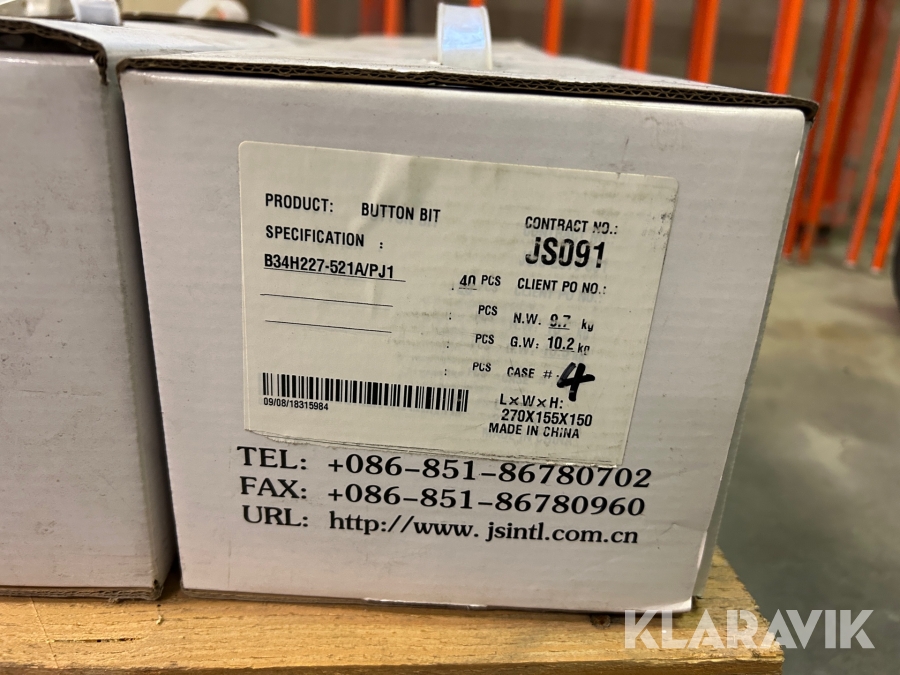 PRODUCT: BUTTON BIT
CONTRACT NO.:
JS091
SPECIFICATION :
B34H227-521A/PJ1
: 40 PCS CLIENT PO NO.:
: PCS N.W. 9.7 kg
: PCS G.W: 10.2 kg
: PCS CASE #: 4
09/08/18315984
L×W×H:
270X155X150
MADE IN CHINA
TEL: +086-851-86780702
FAX: +086-851-86780960
URL: http://www. jsintl.com.cn
KLARAVIK